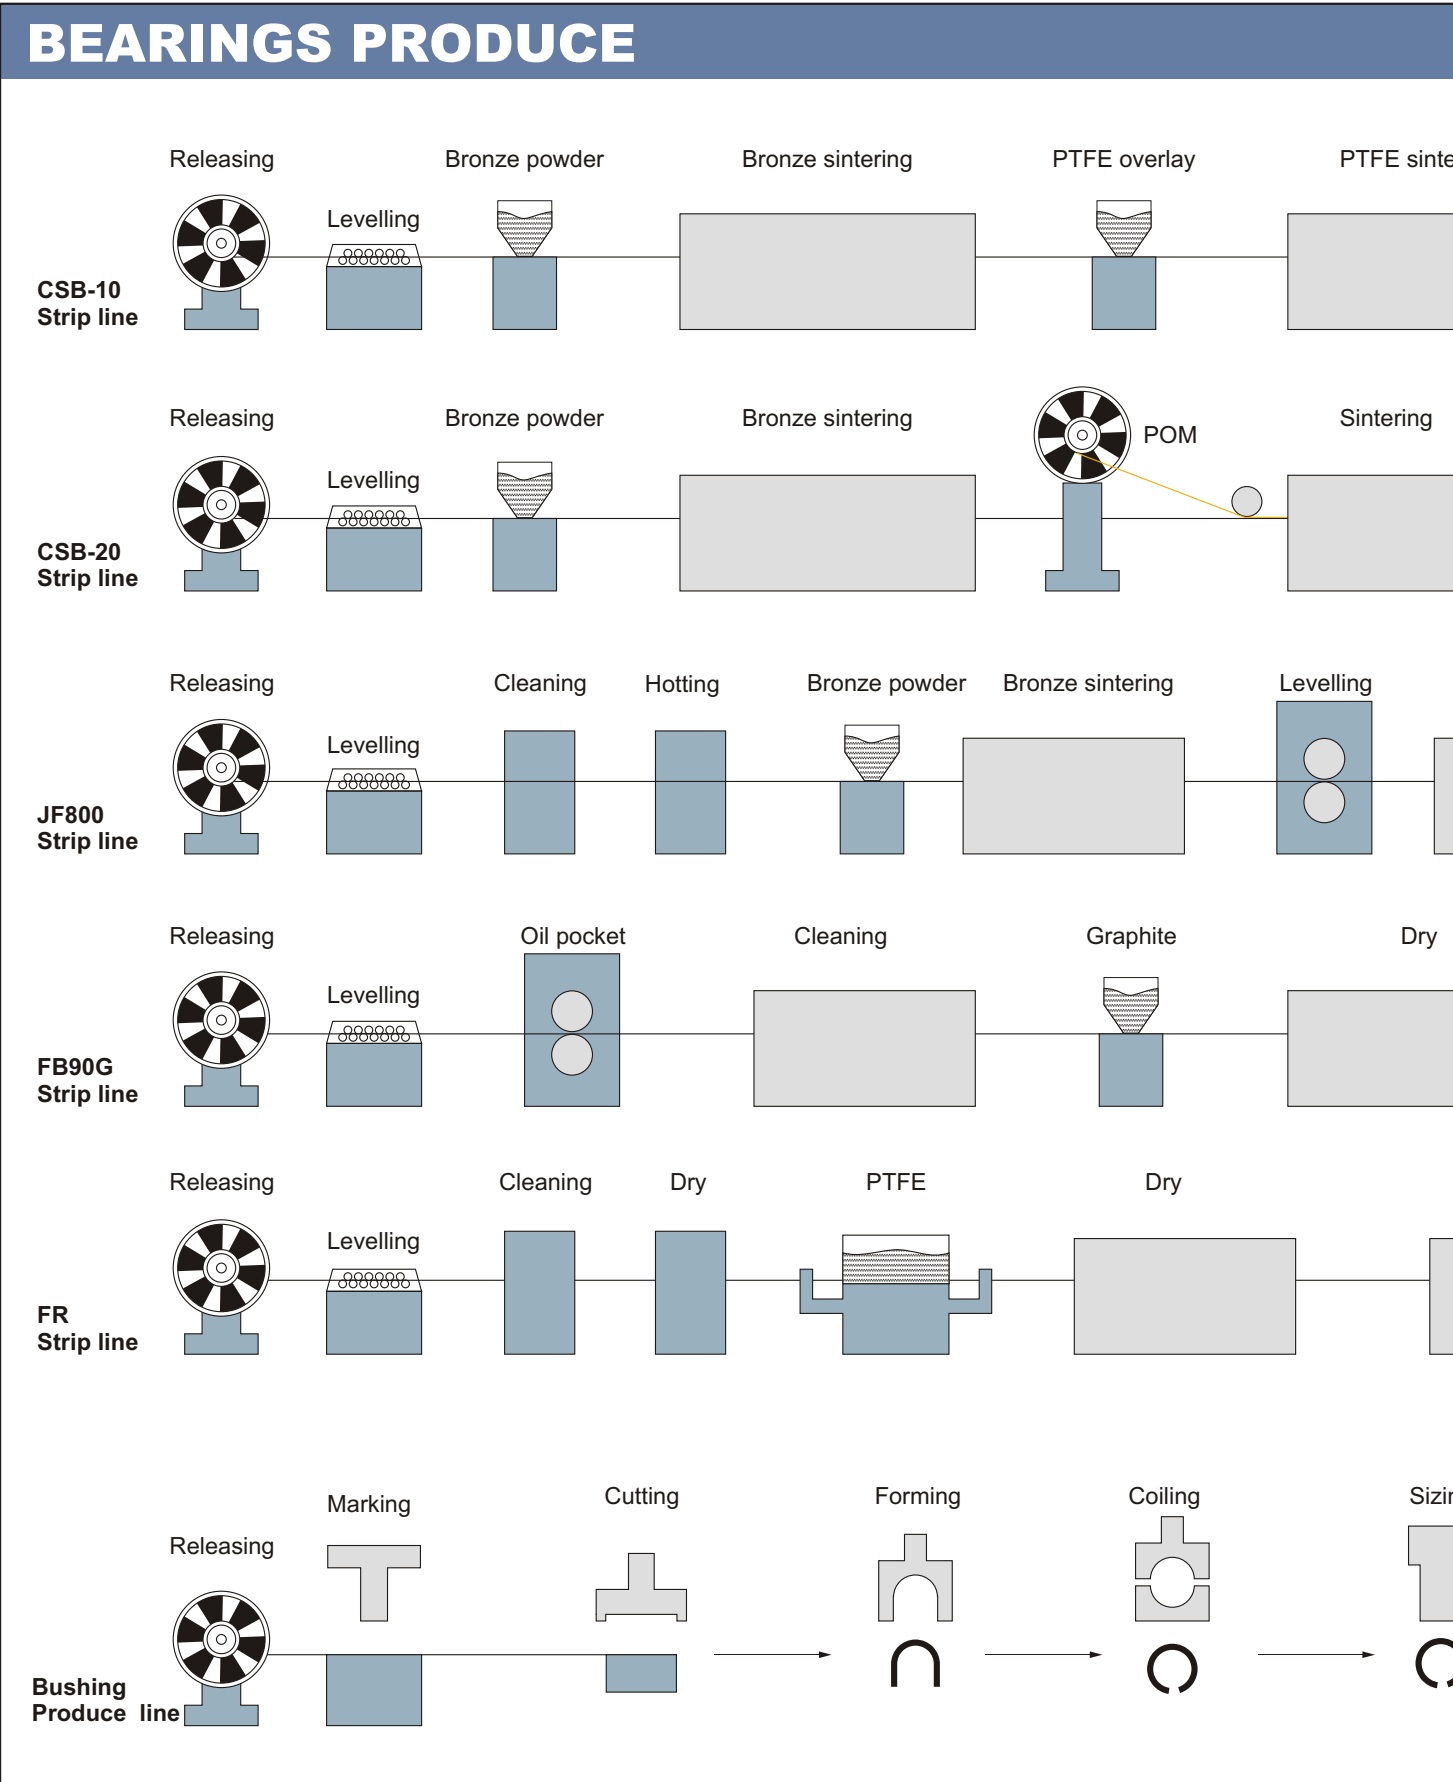 BEARINGS PRODUCE
Releasing
Levelling
Bronze powder
Bronze sintering
PTFE overlay
PTFE
CSB-10
Strip line
Releasing
Levelling
Bronze powder
Bronze sintering
POM
Sintering
CSB-20
Strip line
Releasing
Levelling
Cleaning
Hotting
Bronze powder
Bronze sintering
Levelling
JF800
Strip line
Releasing
Levelling
Oil pocket
Cleaning
Graphite
Dry
FB90G
Strip line
Releasing
Levelling
Cleaning
Dry
PTFE
Dry
FR
Strip line
Releasing
Marking
Cutting
Forming
Coiling
Bushing
Produce line